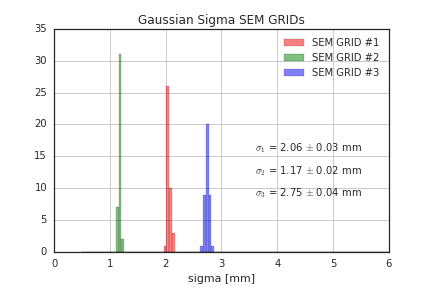 Gaussian Sigma SEM GRIDs
35
30
25
20
15
10
5
0
SEM GRID #1
SEM GRID #2
SEM GRID #3
σ₁ = 2.06 ± 0.03 mm
σ₂ = 1.17 ± 0.02 mm
σ₃ = 2.75 ± 0.04 mm
0 1 2 3 4 5 6
sigma [mm]